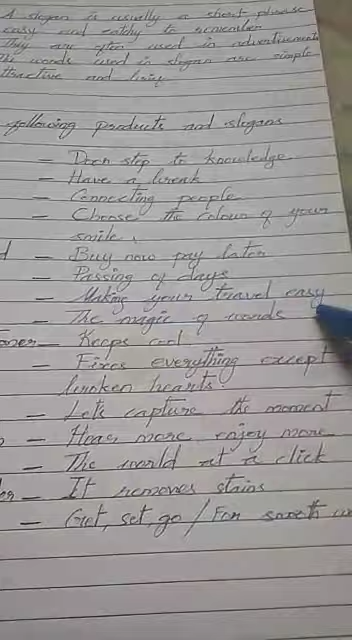 A slogan is usually a short phrase
easy and catchy to remember
They are often used in advertisements
The words used in slogan are simple
attractive and
following products and slogans
— Door step to knowledge.
— Have a break
— Connecting people
— Choose the colour of your
smile.
d — Buy now pay later
— Passing of days
— Making your travel easy
— The magic of words
oner — Keeps cool
— Fixes everything except
broken hearts.
— Lets capture the moment
— Hear more enjoy more
— The world at a click
er — It removes stains
— Get, set, go / For smooth